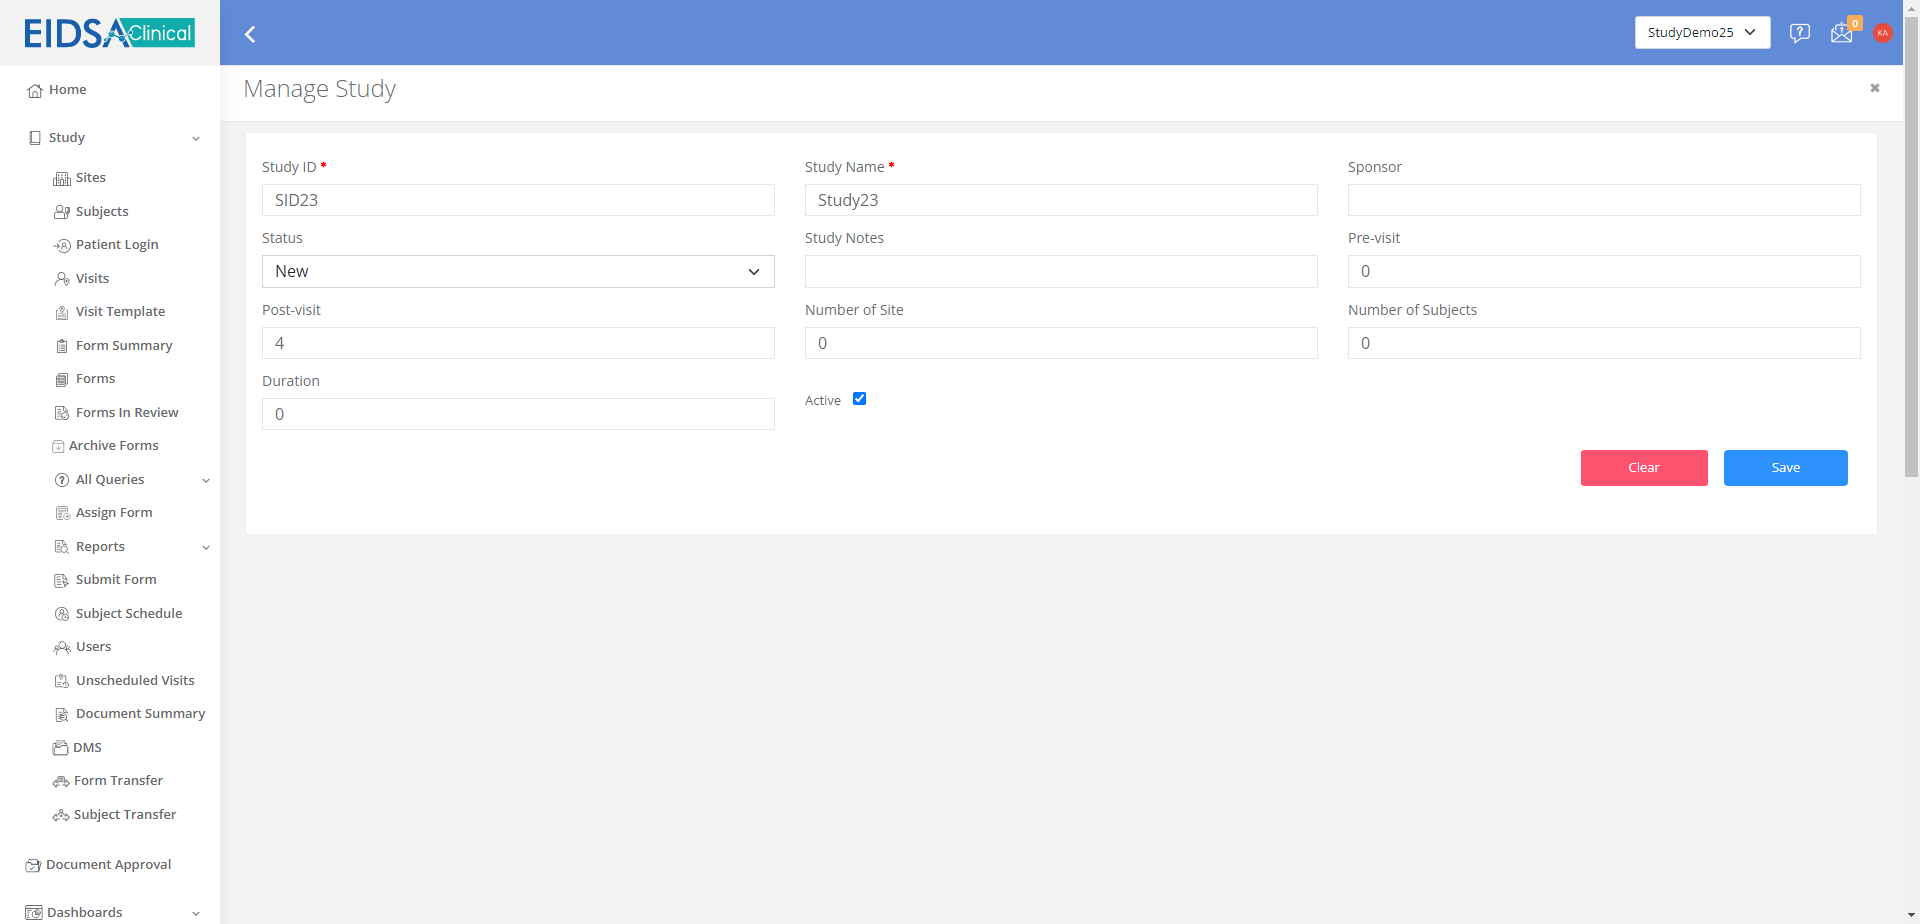 EIDSA Clinical
StudyDemo25
0
KA
Home
Study
Sites
Subjects
Patient Login
Visits
Visit Template
Form Summary
Forms
Forms In Review
Archive Forms
All Queries
Assign Form
Reports
Submit Form
Subject Schedule
Users
Unscheduled Visits
Document Summary
DMS
Form Transfer
Subject Transfer
Document Approval
Dashboards
Manage Study
Study ID *
SID23
Study Name *
Study23
Sponsor
Status
New
Study Notes
Pre-visit
0
Post-visit
4
Number of Site
0
Number of Subjects
0
Duration
0
Active
Clear
Save